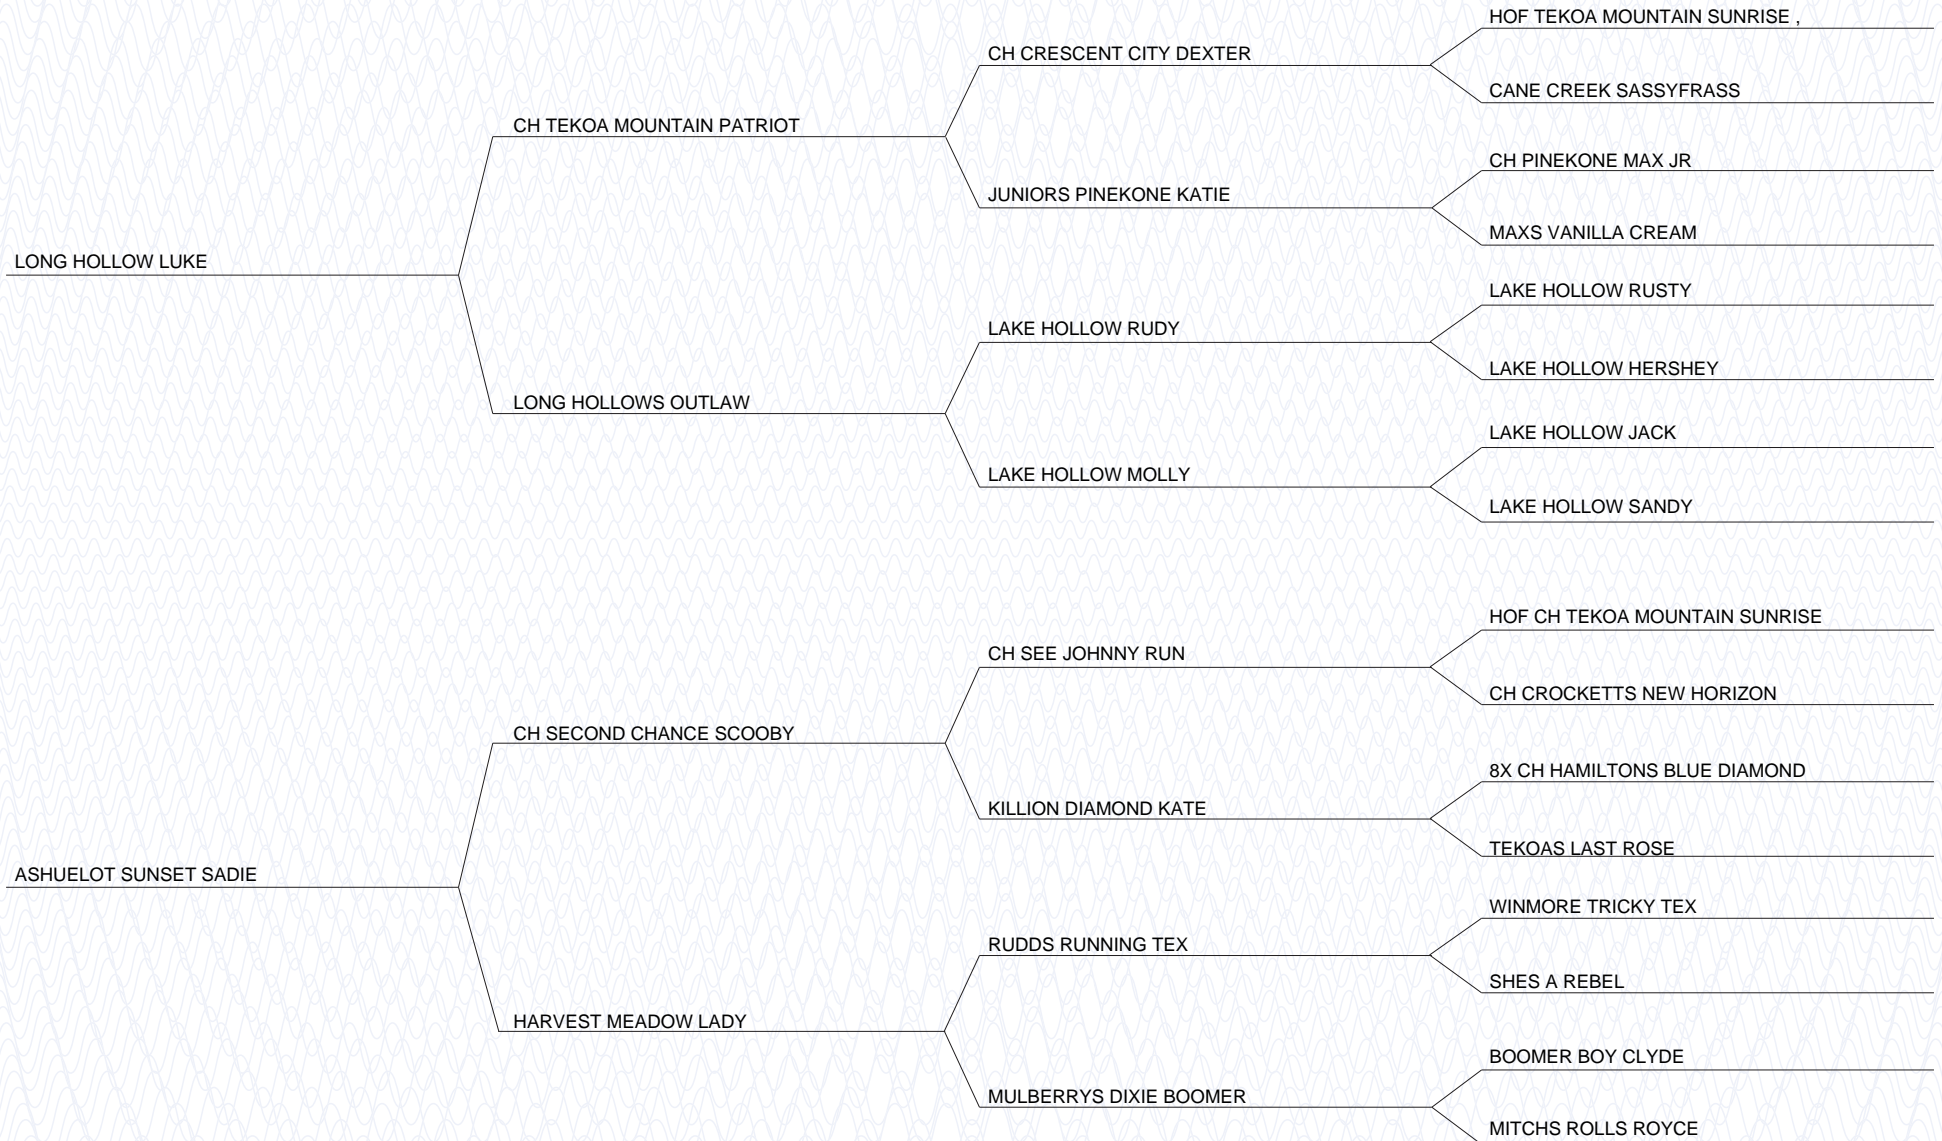 HOF TEKOA MOUNTAIN SUNRISE ,
CH CRESCENT CITY DEXTER
CANE CREEK SASSYFRASS
CH TEKOA MOUNTAIN PATRIOT
CH PINEKONE MAX JR
JUNIORS PINEKONE KATIE
MAXS VANILLA CREAM
LONG HOLLOW LUKE
LAKE HOLLOW RUSTY
LAKE HOLLOW RUDY
LAKE HOLLOW HERSHEY
LONG HOLLOWS OUTLAW
LAKE HOLLOW JACK
LAKE HOLLOW MOLLY
LAKE HOLLOW SANDY
HOF CH TEKOA MOUNTAIN SUNRISE
CH SEE JOHNNY RUN
CH CROCKETTS NEW HORIZON
CH SECOND CHANCE SCOOBY
8X CH HAMILTONS BLUE DIAMOND
KILLION DIAMOND KATE
TEKOAS LAST ROSE
ASHUELOT SUNSET SADIE
WINMORE TRICKY TEX
RUDDS RUNNING TEX
SHES A REBEL
HARVEST MEADOW LADY
BOOMER BOY CLYDE
MULBERRYS DIXIE BOOMER
MITCHS ROLLS ROYCE